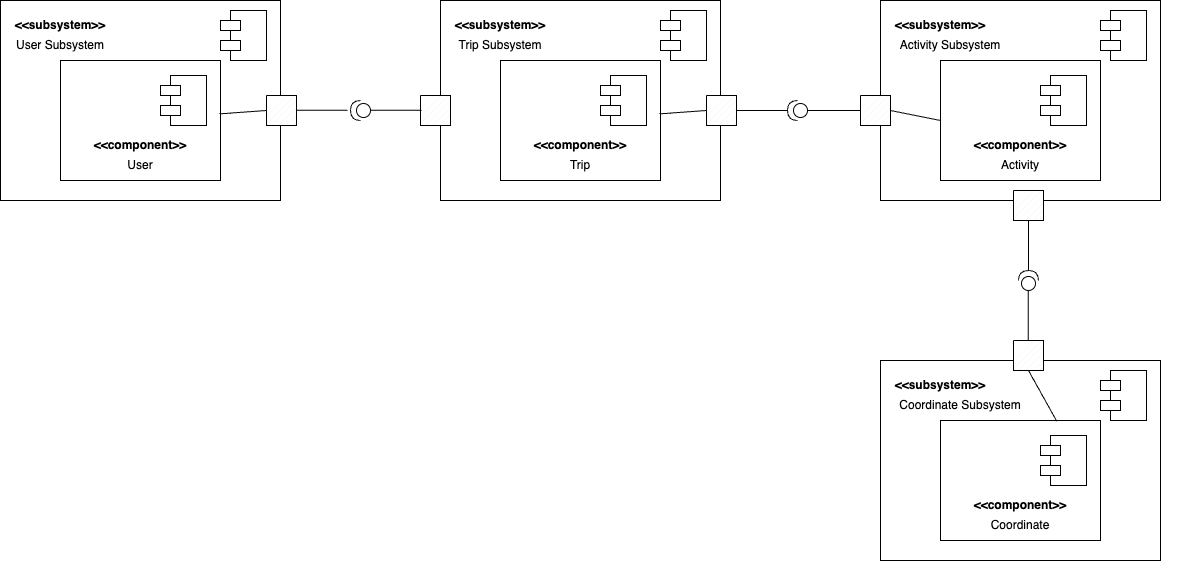 <<subsystem>>
User Subsystem
<<component>>
User
<<subsystem>>
Trip Subsystem
<<component>>
Trip
<<subsystem>>
Activity Subsystem
<<component>>
Activity
<<subsystem>>
Coordinate Subsystem
<<component>>
Coordinate